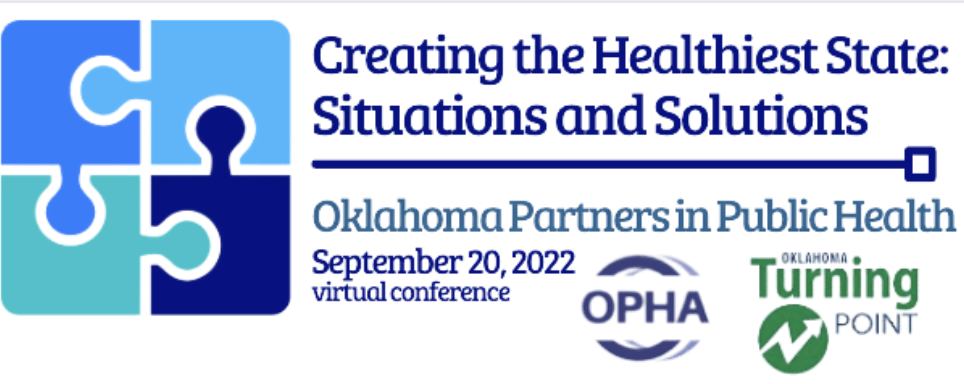 Creating the Healthiest State:
Situations and Solutions
Oklahoma Partners in Public Health
September 20, 2022
virtual conference
OPHA
OKLAHOMA
Turning
POINT